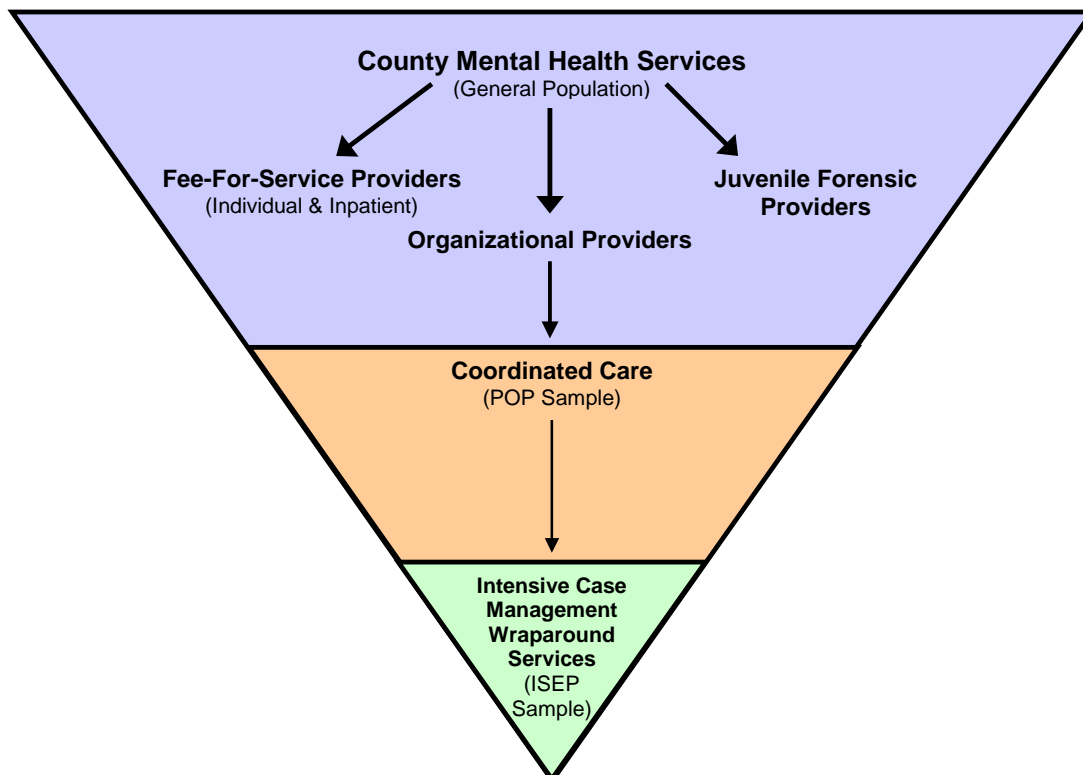 County Mental Health Services
(General Population)
Fee-For-Service Providers
(Individual & Inpatient)
Juvenile Forensic
Providers
Organizational Providers
Coordinated Care
(POP Sample)
Intensive Case
Management
Wraparound
Services
(ISEP
Sample)